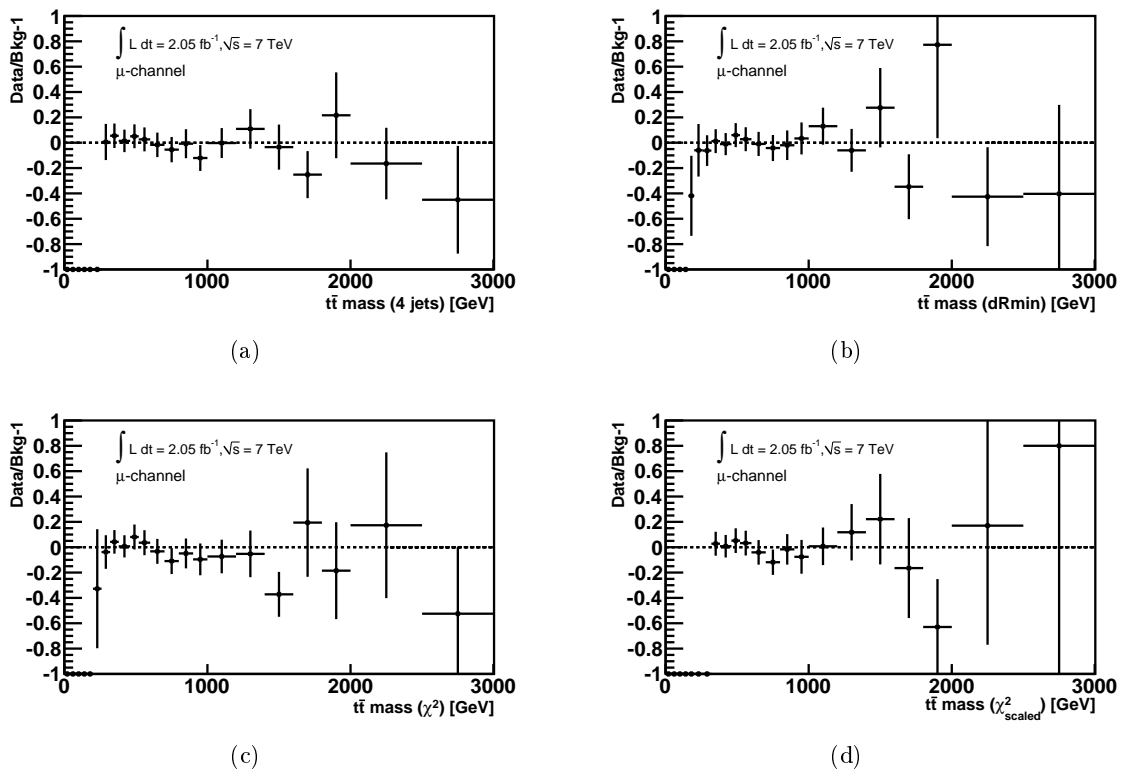 Data/Bkg-1
∫ L dt = 2.05 fb⁻¹,√s = 7 TeV
μ-channel
1
0.8
0.6
0.4
0.2
0
-0.2
-0.4
-0.6
-0.8
-1
0 1000 2000 3000
tt̄ mass (4 jets) [GeV]
(a)
Data/Bkg-1
∫ L dt = 2.05 fb⁻¹,√s = 7 TeV
μ-channel
1
0.8
0.6
0.4
0.2
0
-0.2
-0.4
-0.6
-0.8
-1
0 1000 2000 3000
tt̄ mass (dRmin) [GeV]
(b)
Data/Bkg-1
∫ L dt = 2.05 fb⁻¹,√s = 7 TeV
μ-channel
1
0.8
0.6
0.4
0.2
0
-0.2
-0.4
-0.6
-0.8
-1
0 1000 2000 3000
tt̄ mass (χ²) [GeV]
(c)
Data/Bkg-1
∫ L dt = 2.05 fb⁻¹,√s = 7 TeV
μ-channel
1
0.8
0.6
0.4
0.2
0
-0.2
-0.4
-0.6
-0.8
-1
0 1000 2000 3000
tt̄ mass (χ²scaled) [GeV]
(d)